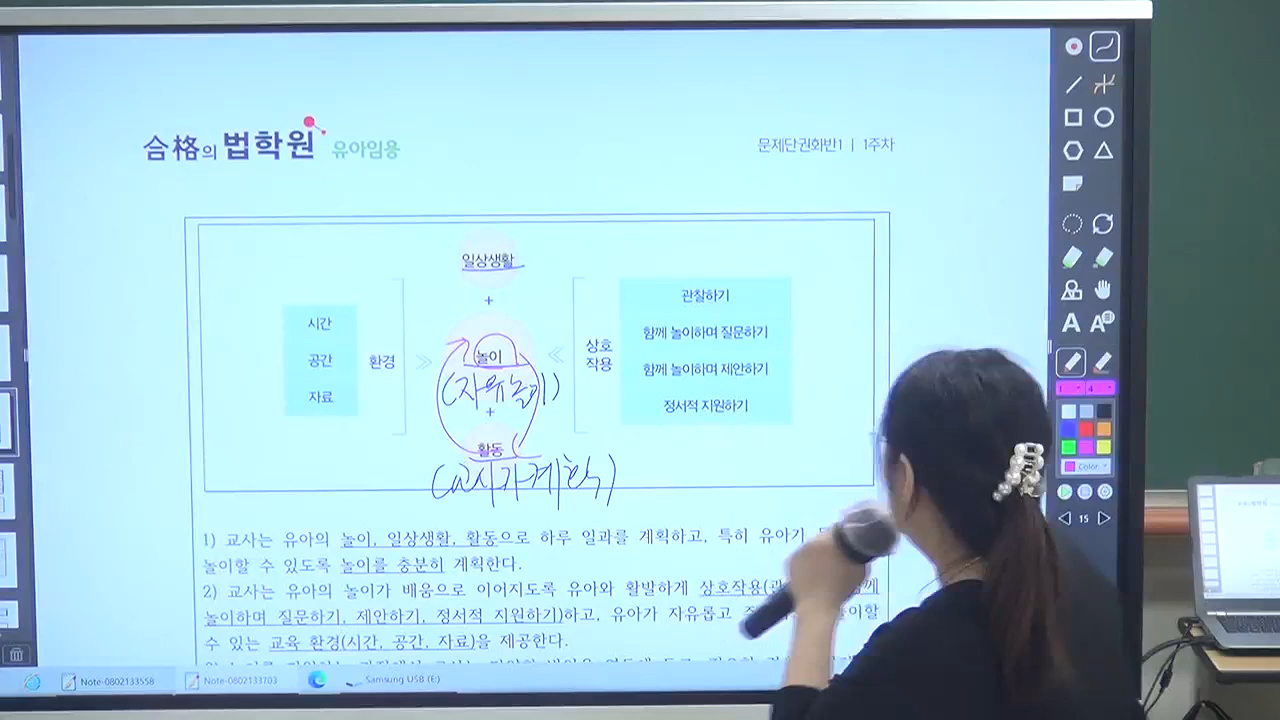 合格의 법학원 유아임용
문제단권화반1 | 1주차
일상생활
+
놀이
(자유놀이)
+
활동
(교사가 계획)
시간
공간
자료
환경
상호
작용
관찰하기
함께 놀이하며 질문하기
함께 놀이하며 제안하기
정서적 지원하기
1) 교사는 유아의 놀이, 일상생활, 활동으로 하루 일과를 계획하고, 특히 유아기
놀이할 수 있도록 놀이를 충분히 계획한다.
2) 교사는 유아의 놀이가 배움으로 이어지도록 유아와 활발하게 상호작용(관
놀이하며 질문하기, 제안하기, 정서적 지원하기)하고, 유아가 자유롭고
수 있는 교육 환경(시간, 공간, 자료)을 제공한다.
Note-0802133558
Note-0802133703
Samsung USB (E:)
Color
15